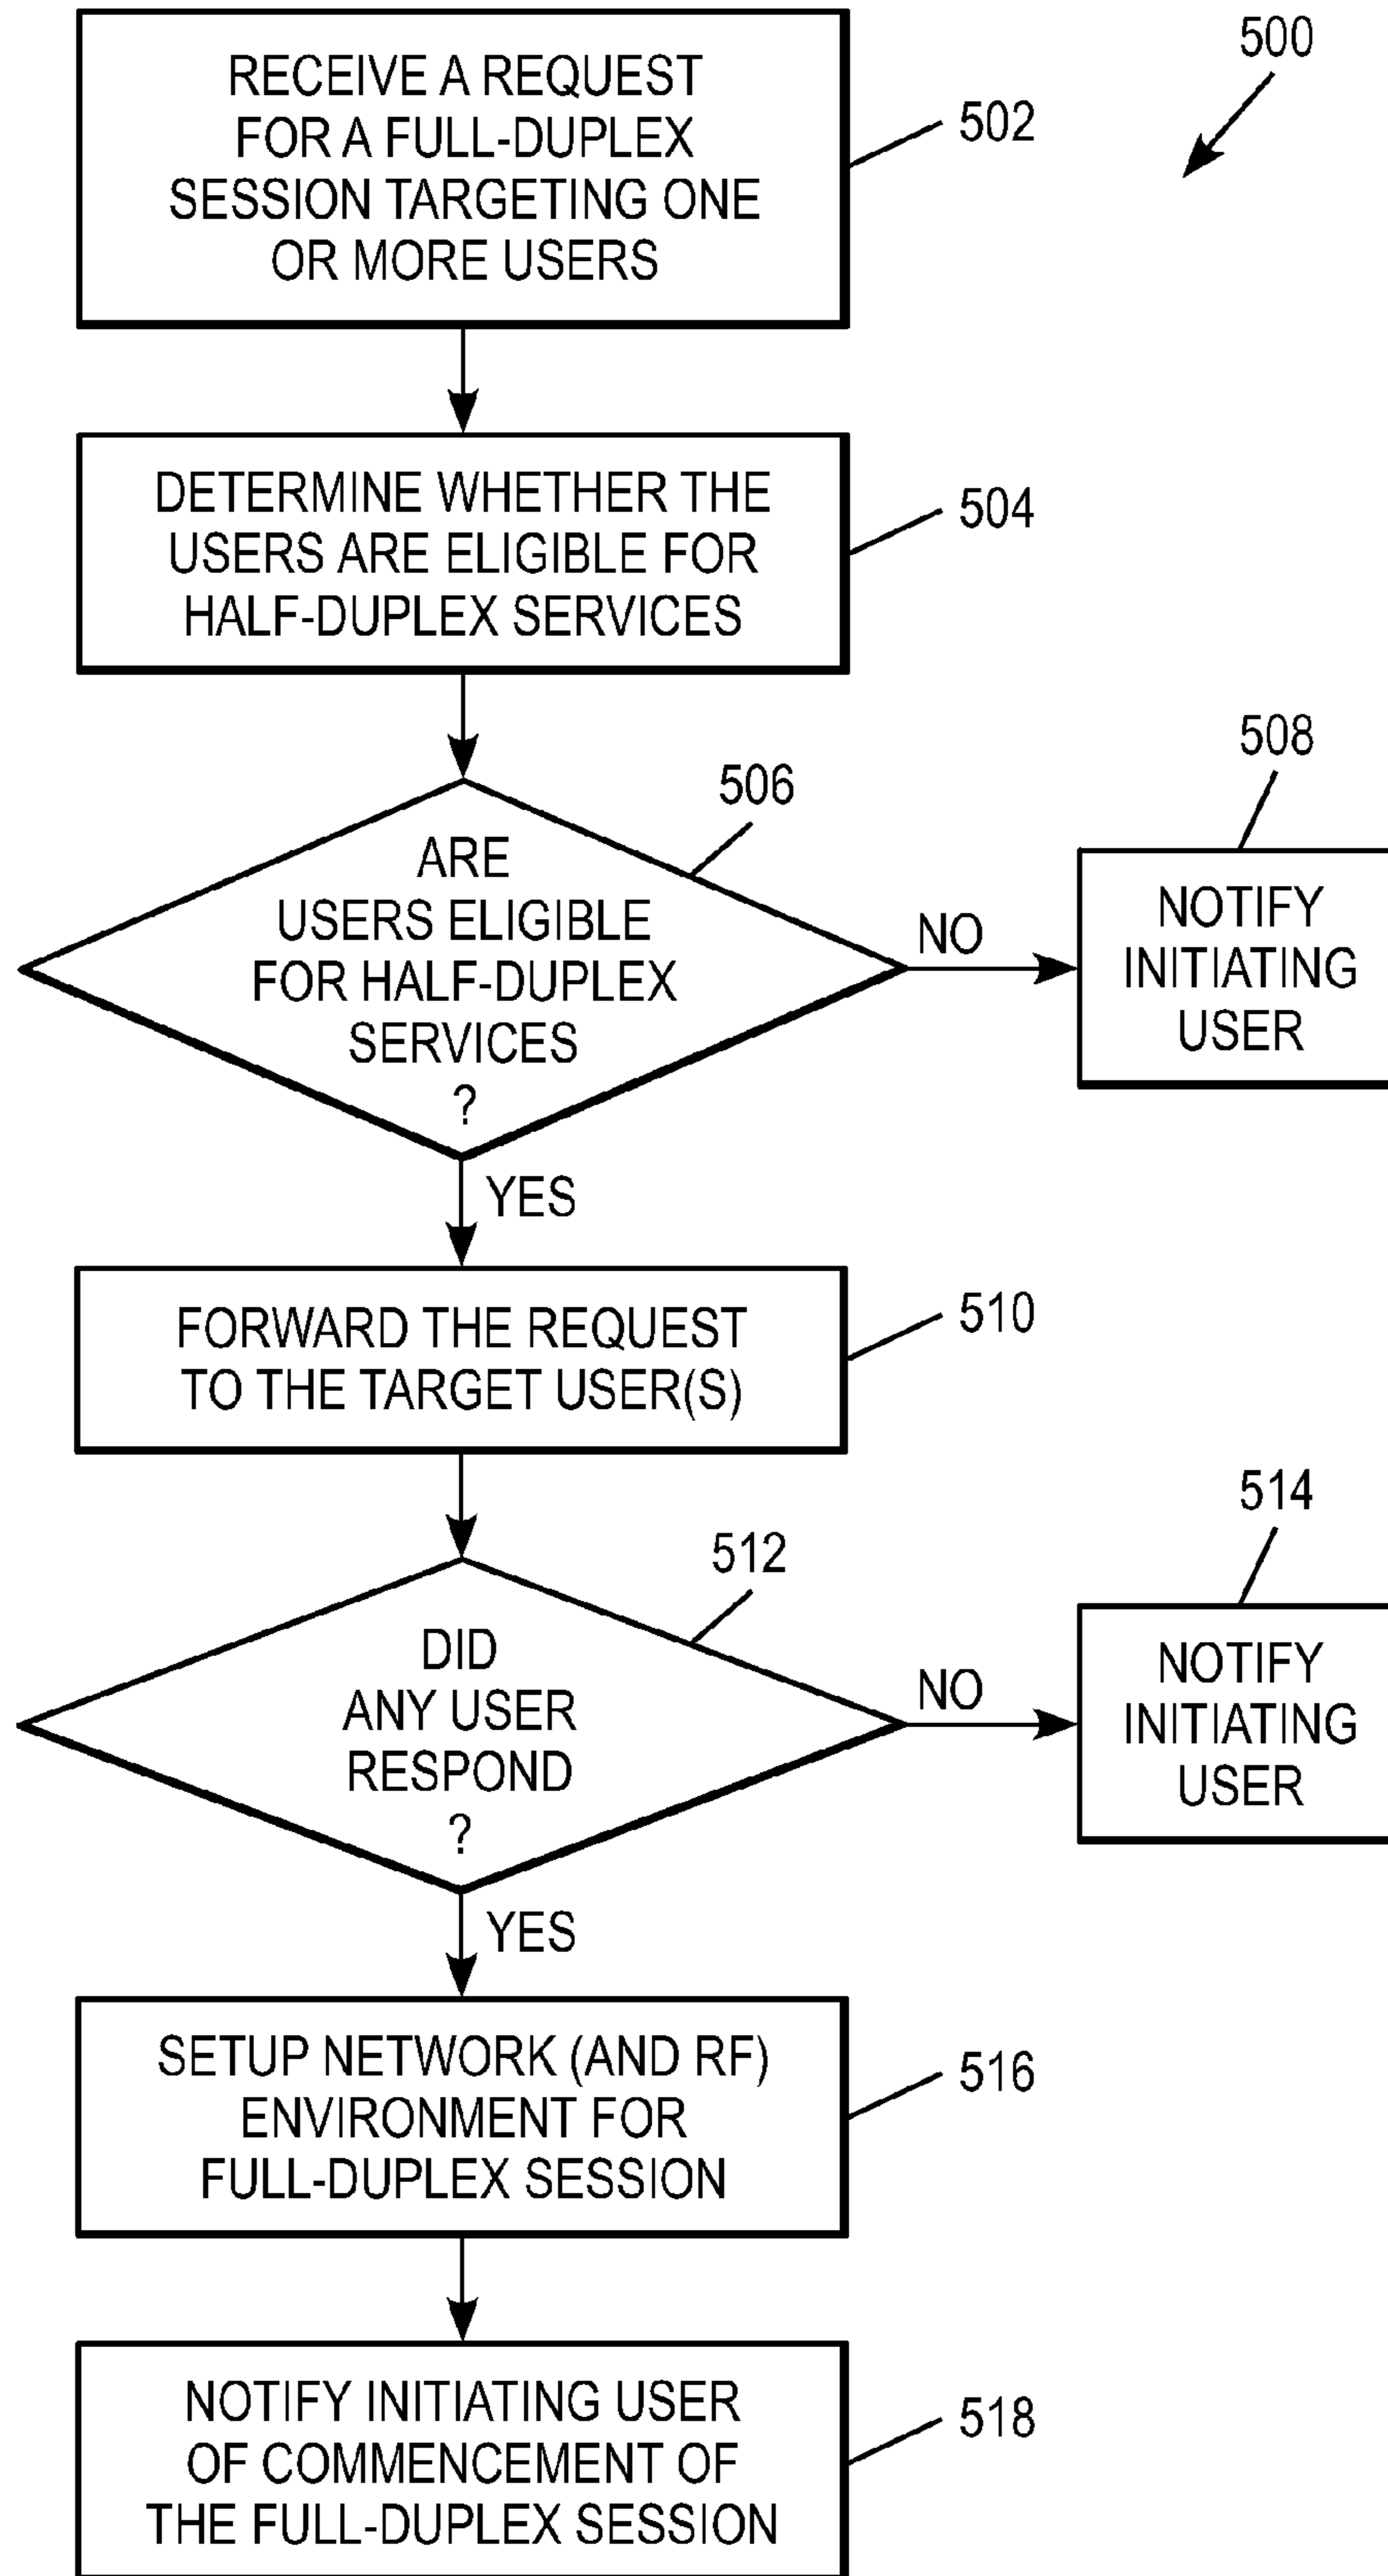 500
RECEIVE A REQUEST
FOR A FULL-DUPLEX
SESSION TARGETING ONE
OR MORE USERS
502
DETERMINE WHETHER THE
USERS ARE ELIGIBLE FOR
HALF-DUPLEX SERVICES
504
ARE
USERS ELIGIBLE
FOR HALF-DUPLEX
SERVICES
?
506
NO
508
NOTIFY
INITIATING
USER
YES
FORWARD THE REQUEST
TO THE TARGET USER(S)
510
DID
ANY USER
RESPOND
?
512
NO
514
NOTIFY
INITIATING
USER
YES
SETUP NETWORK (AND RF)
ENVIRONMENT FOR
FULL-DUPLEX SESSION
516
NOTIFY INITIATING USER
OF COMMENCEMENT OF
THE FULL-DUPLEX SESSION
518